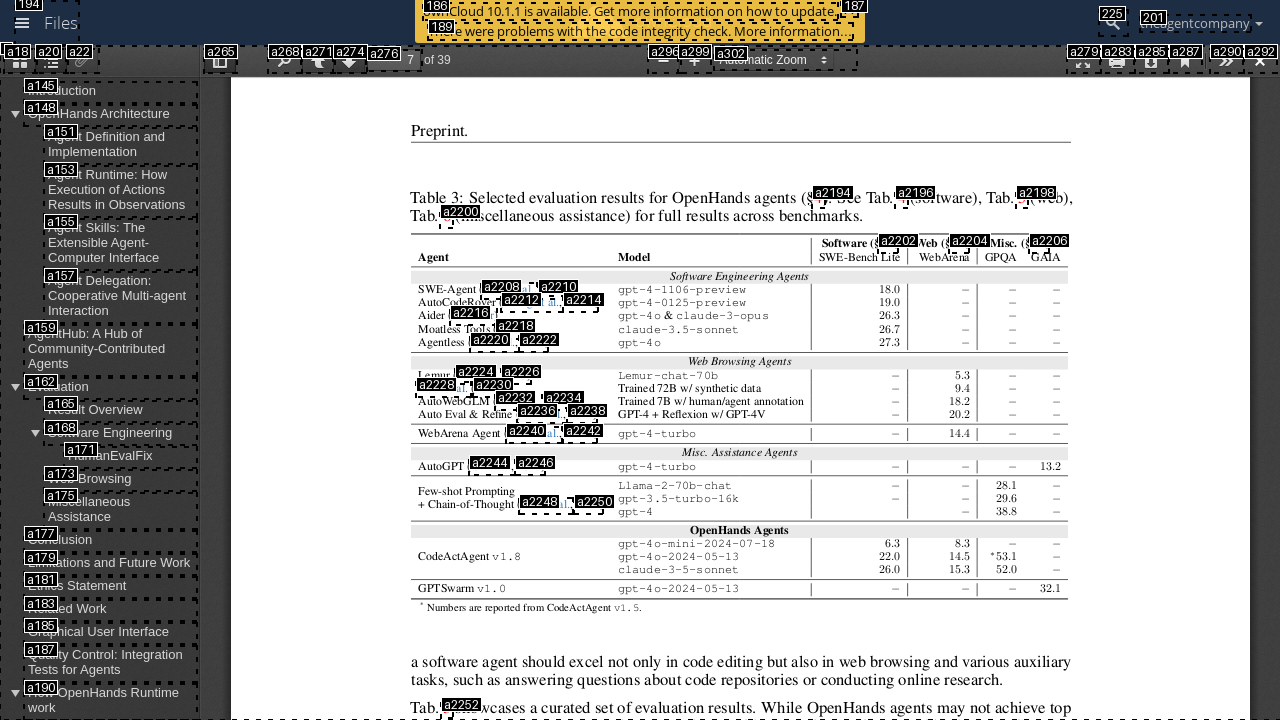 194
Files
186
Cloud 10.1.1 is available. Get more information on how to update.
187
189
ere were problems with the code integrity check. More information…
225
201
theagentcompany
a18 a20 a22 a265 a268 a271 a274 a276 7 of 39 a296 a299 a302 Automatic Zoom a279 a283 a285 a287 a290 a292
a145
Introduction
a148
OpenHands Architecture
a151
Agent Definition and
Implementation
a153
Agent Runtime: How
Execution of Actions
Results in Observations
a155
Agent Skills: The
Extensible Agent-
Computer Interface
a157
Agent Delegation:
Cooperative Multi-agent
Interaction
a159
AgentHub: A Hub of
Community-Contributed
Agents
a162
Evaluation
a165
Result Overview
a168
Software Engineering
a171
HumanEvalFix
a173
Web Browsing
a175
Miscellaneous
Assistance
a177
Conclusion
a179
Limitations and Future Work
a181
Ethics Statement
a183
Related Work
a185
Graphical User Interface
a187
Quality Control: Integration
Tests for Agents
a190
How OpenHands Runtime
work
Preprint.
Table 3: Selected evaluation results for OpenHands agents (§ a2194 See Tab. a2196 (software), Tab. a2198 (web),
Tab. a2200 (miscellaneous assistance) for full results across benchmarks.
Software (§ a2202 Web (§ a2204 Misc. (§ a2206
Agent Model SWE-Bench Lite WebArena GPQA GAIA
Software Engineering Agents
SWE-Agent a2208 a2210 gpt-4-1106-preview 18.0 – – –
AutoCodeRover a2212 al., a2214 gpt-4-0125-preview 19.0 – – –
Aider a2216 gpt-4o & claude-3-opus 26.3 – – –
Moatless Tools a2218 claude-3.5-sonnet 26.7 – – –
Agentless a2220 a2222 gpt-4o 27.3 – – –
Web Browsing Agents
Lemur a2224 a2226 Lemur-chat-70b – 5.3 – –
a2228 al. a2230 Trained 72B w/ synthetic data – 9.4 – –
AutoWebGLM a2232 a2234 Trained 7B w/ human/agent annotation – 18.2 – –
Auto Eval & Refine a2236 a2238 GPT-4 + Reflexion w/ GPT-4V – 20.2 – –
WebArena Agent a2240 al., a2242 gpt-4-turbo – 14.4 – –
Misc. Assistance Agents
AutoGPT a2244 a2246 gpt-4-turbo – – – 13.2
Few-shot Prompting
+ Chain-of-Thought a2248 al., a2250
Llama-2-70b-chat – – 28.1 –
gpt-3.5-turbo-16k – – 29.6 –
gpt-4 – – 38.8 –
OpenHands Agents
CodeActAgent v1.8
gpt-4o-mini-2024-07-18 6.3 8.3 – –
gpt-4o-2024-05-13 22.0 14.5 *53.1 –
claude-3-5-sonnet 26.0 15.3 52.0 –
GPTSwarm v1.0 gpt-4o-2024-05-13 – – – 32.1
* Numbers are reported from CodeActAgent v1.5.
a software agent should excel not only in code editing but also in web browsing and various auxiliary
tasks, such as answering questions about code repositories or conducting online research.
Tab. a2252 showcases a curated set of evaluation results. While OpenHands agents may not achieve top